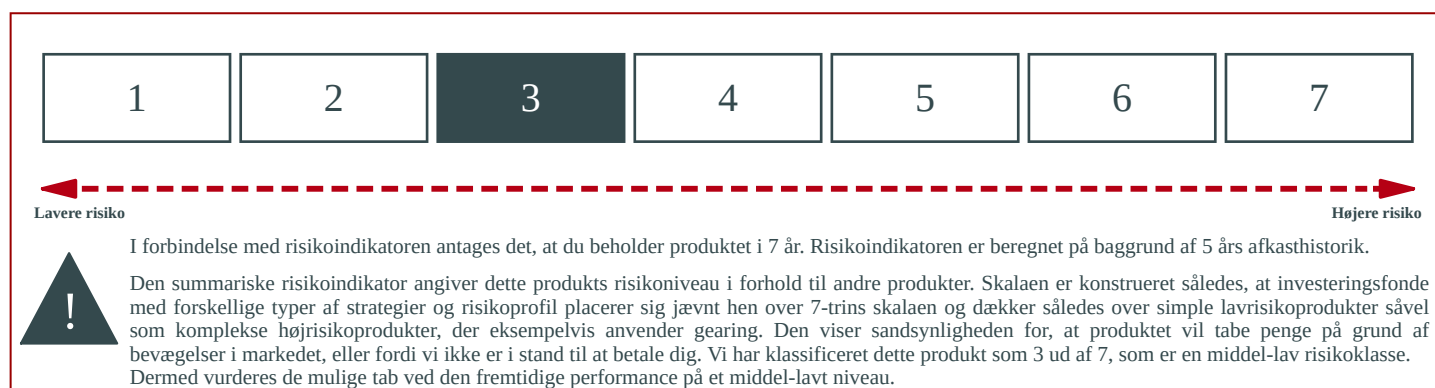 1 2 3 4 5 6 7
Lavere risiko Højere risiko
I forbindelse med risikoindikatoren antages det, at du beholder produktet i 7 år. Risikoindikatoren er beregnet på baggrund af 5 års afkasthistorik.
Den summariske risikoindikator angiver dette produkts risikoniveau i forhold til andre produkter. Skalaen er konstrueret således, at investeringsfonde
med forskellige typer af strategier og risikoprofil placerer sig jævnt hen over 7-trins skalaen og dækker således over simple lavrisikoprodukter såvel
! som komplekse højrisikoprodukter, der eksempelvis anvender gearing. Den viser sandsynligheden for, at produktet vil tabe penge på grund af
bevægelser i markedet, eller fordi vi ikke er i stand til at betale dig. Vi har klassificeret dette produkt som 3 ud af 7, som er en middel-lav risikoklasse.
Dermed vurderes de mulige tab ved den fremtidige performance på et middel-lavt niveau.